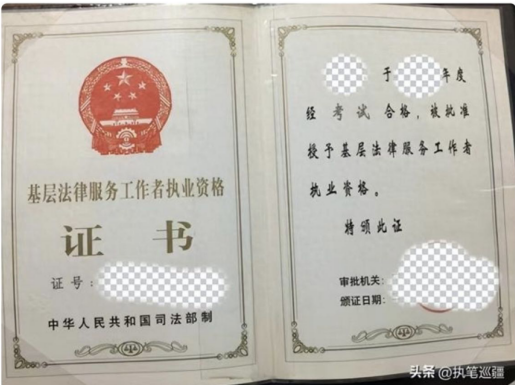 基层法律服务工作者执业资格
证 书
证号：
中华人民共和国司法部制
于 年度
经考试合格，被批准
授予基层法律服务工作者
执业资格。
特颁此证
审批机关：
颁证日期：
头条 @执笔巡疆